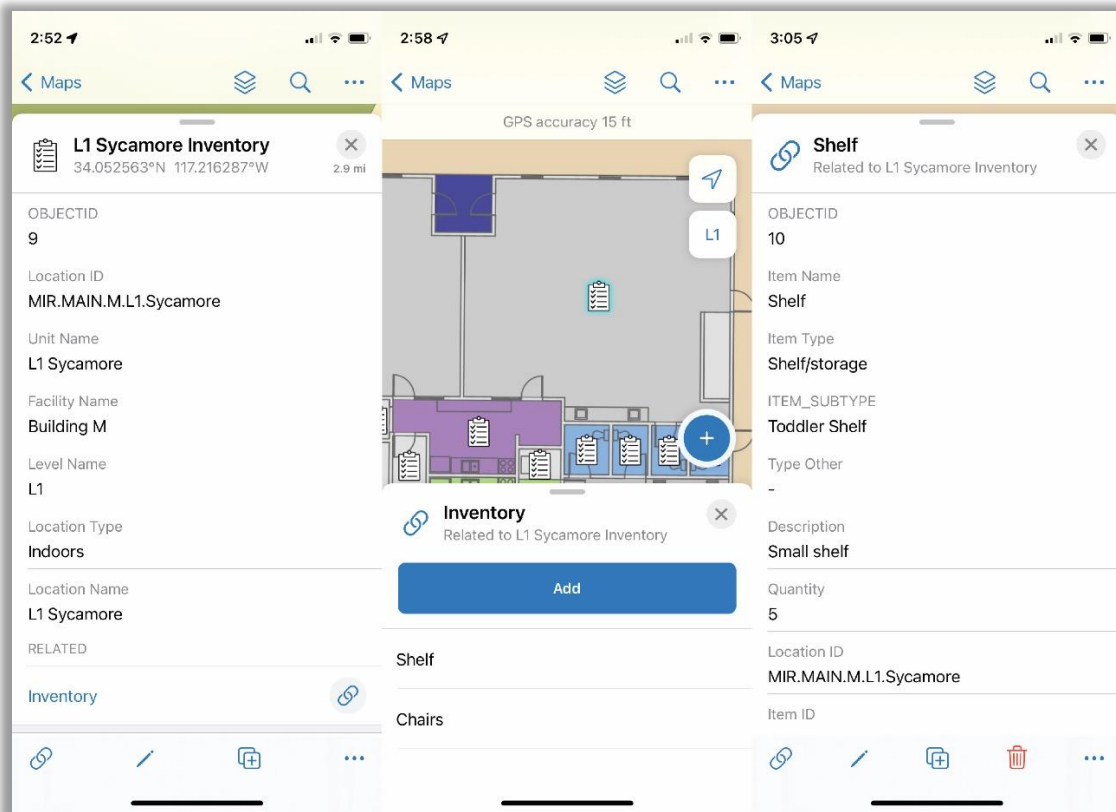 2:52
Maps
L1 Sycamore Inventory
34.052563°N 117.216287°W
2.9 mi
OBJECTID
9
Location ID
MIR.MAIN.M.L1.Sycamore
Unit Name
L1 Sycamore
Facility Name
Building M
Level Name
L1
Location Type
Indoors
Location Name
L1 Sycamore
RELATED
Inventory
2:58
Maps
GPS accuracy 15 ft
L1
Inventory
Related to L1 Sycamore Inventory
Add
Shelf
Chairs
3:05
Maps
Shelf
Related to L1 Sycamore Inventory
OBJECTID
10
Item Name
Shelf
Item Type
Shelf/storage
ITEM_SUBTYPE
Toddler Shelf
Type Other
-
Description
Small shelf
Quantity
5
Location ID
MIR.MAIN.M.L1.Sycamore
Item ID